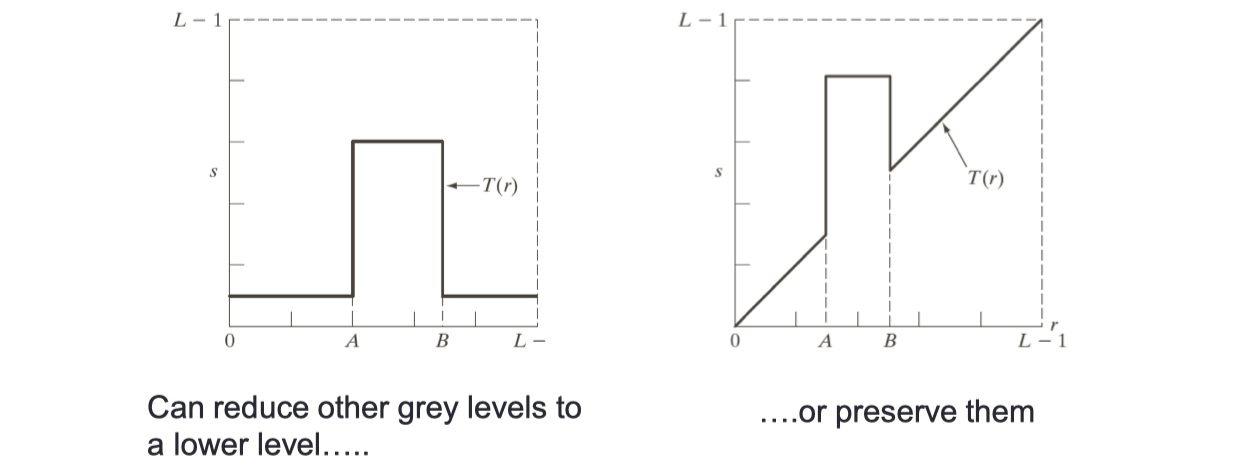 L – 1
s
T(r)
0 A B L –
L – 1
s
T(r)
r
0 A B L – 1
Can reduce other grey levels to
a lower level…..
….or preserve them